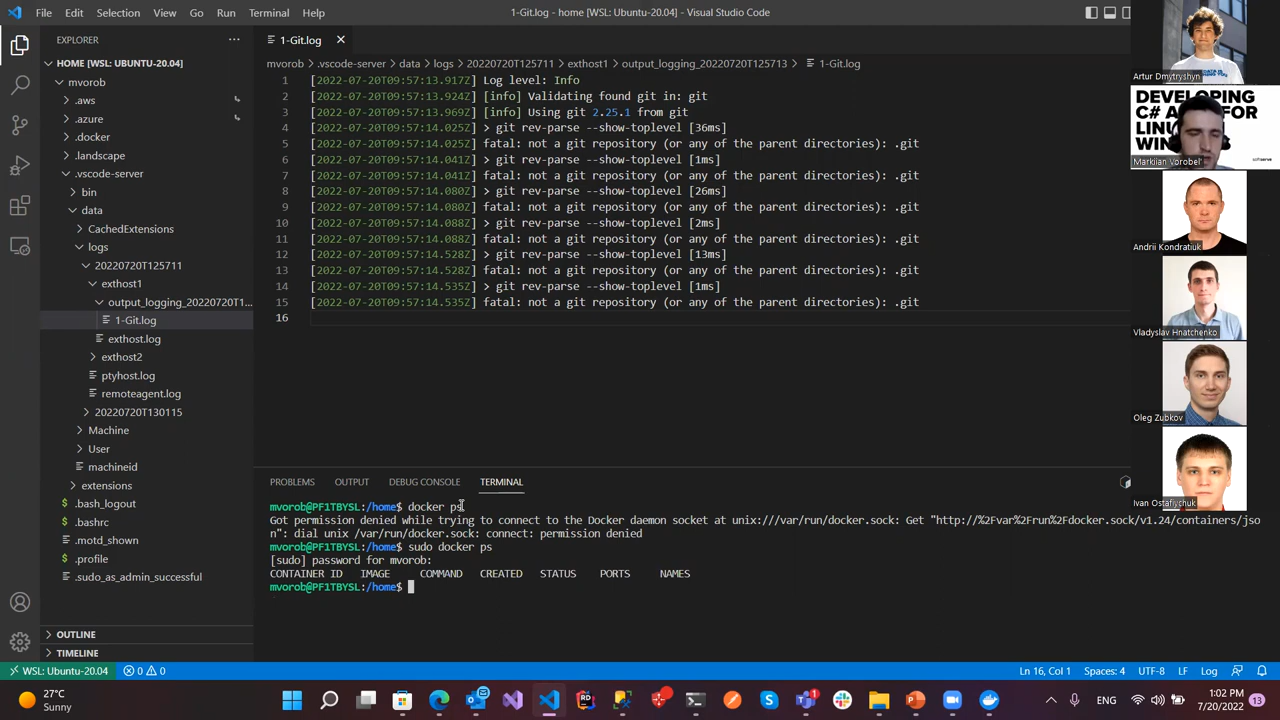 File Edit Selection View Go Run Terminal Help
1-Git.log - home [WSL: Ubuntu-20.04] - Visual Studio Code
EXPLORER
HOME [WSL: UBUNTU-20.04]
mvorob
.aws
.azure
.docker
.landscape
.vscode-server
bin
data
CachedExtensions
logs
20220720T125711
exthost1
output_logging_20220720T1...
1-Git.log
exthost.log
exthost2
ptyhost.log
remoteagent.log
20220720T130115
Machine
User
machineid
extensions
.bash_logout
.bashrc
.motd_shown
.profile
.sudo_as_admin_successful
OUTLINE
TIMELINE
1-Git.log
mvorob > .vscode-server > data > logs > 20220720T125711 > exthost1 > output_logging_20220720T125713 > 1-Git.log
1 [2022-07-20T09:57:13.917Z] Log level: Info
2 [2022-07-20T09:57:13.924Z] [info] Validating found git in: git
3 [2022-07-20T09:57:13.972Z] [info] Using git 2.25.1 from git
4 [2022-07-20T09:57:14.025Z] > git rev-parse --show-toplevel [36ms]
5 [2022-07-20T09:57:14.025Z] fatal: not a git repository (or any of the parent directories): .git
6 [2022-07-20T09:57:14.041Z] > git rev-parse --show-toplevel [1ms]
7 [2022-07-20T09:57:14.041Z] fatal: not a git repository (or any of the parent directories): .git
8 [2022-07-20T09:57:14.080Z] > git rev-parse --show-toplevel [26ms]
9 [2022-07-20T09:57:14.080Z] fatal: not a git repository (or any of the parent directories): .git
10 [2022-07-20T09:57:14.088Z] > git rev-parse --show-toplevel [2ms]
11 [2022-07-20T09:57:14.088Z] fatal: not a git repository (or any of the parent directories): .git
12 [2022-07-20T09:57:14.528Z] > git rev-parse --show-toplevel [13ms]
13 [2022-07-20T09:57:14.528Z] fatal: not a git repository (or any of the parent directories): .git
14 [2022-07-20T09:57:14.535Z] > git rev-parse --show-toplevel [1ms]
15 [2022-07-20T09:57:14.535Z] fatal: not a git repository (or any of the parent directories): .git
16
PROBLEMS OUTPUT DEBUG CONSOLE TERMINAL
mvorob@PF1TBYSL:/home$ docker ps
Got permission denied while trying to connect to the Docker daemon socket at unix:///var/run/docker.sock: Get "http://%2Fvar%2Frun%2Fdocker.sock/v1.24/containers/jso
n": dial unix /var/run/docker.sock: connect: permission denied
mvorob@PF1TBYSL:/home$ sudo docker ps
[sudo] password for mvorob:
CONTAINER ID IMAGE COMMAND CREATED STATUS PORTS NAMES
mvorob@PF1TBYSL:/home$
Artur Dmytryshyn
DEVELOPING
C#
FOR
Markiian Vorobel'
softserve
Andrii Kondratiuk
Vladyslav Hnatchenko
Oleg Zubkov
Ivan Ostafiychuk
WSL: Ubuntu-20.04 0 0 Ln 16, Col 1 Spaces: 4 UTF-8 LF Log
27°C
Sunny
ENG
1:02 PM
7/20/2022
13